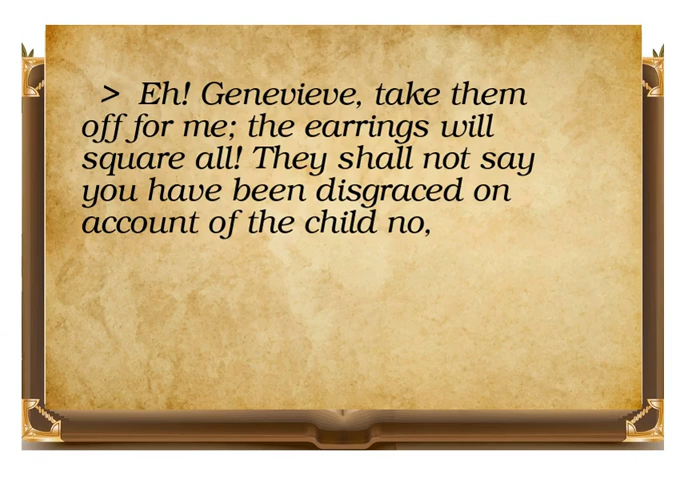 > Eh! Genevieve, take them
off for me; the earrings will
square all! They shall not say
you have been disgraced on
account of the child no,